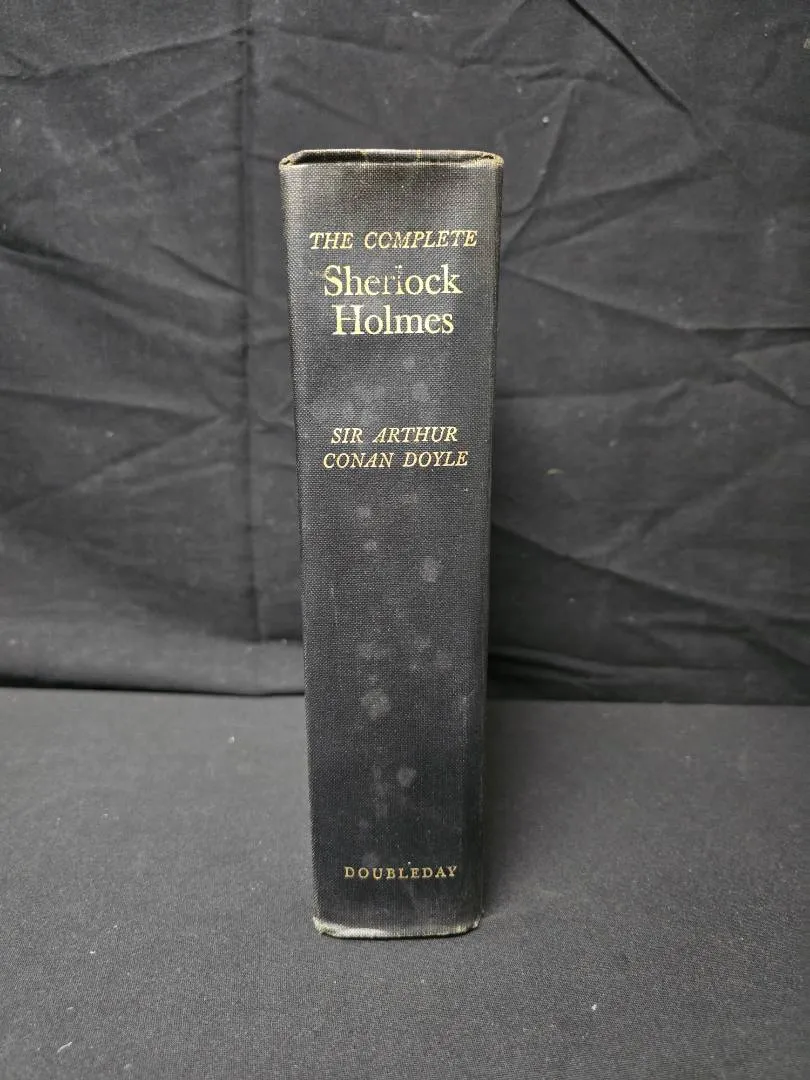 THE COMPLETE
Sherlock
Holmes
SIR ARTHUR
CONAN DOYLE
DOUBLEDAY